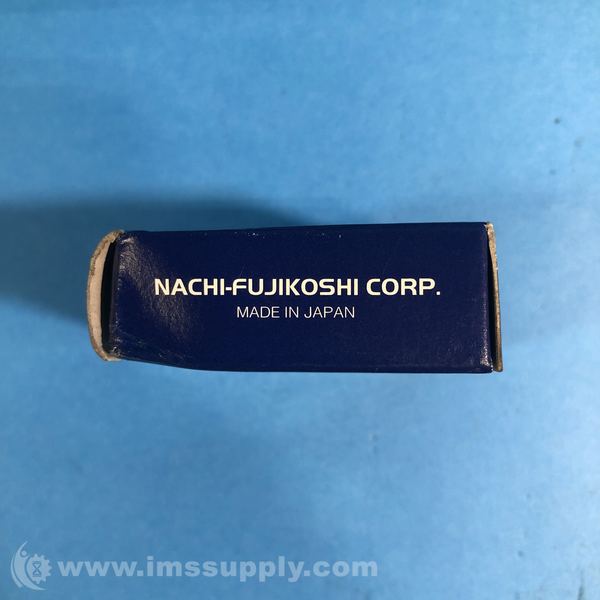 NACHI-FUJIKOSHI CORP.
MADE IN JAPAN
www.imssupply.com